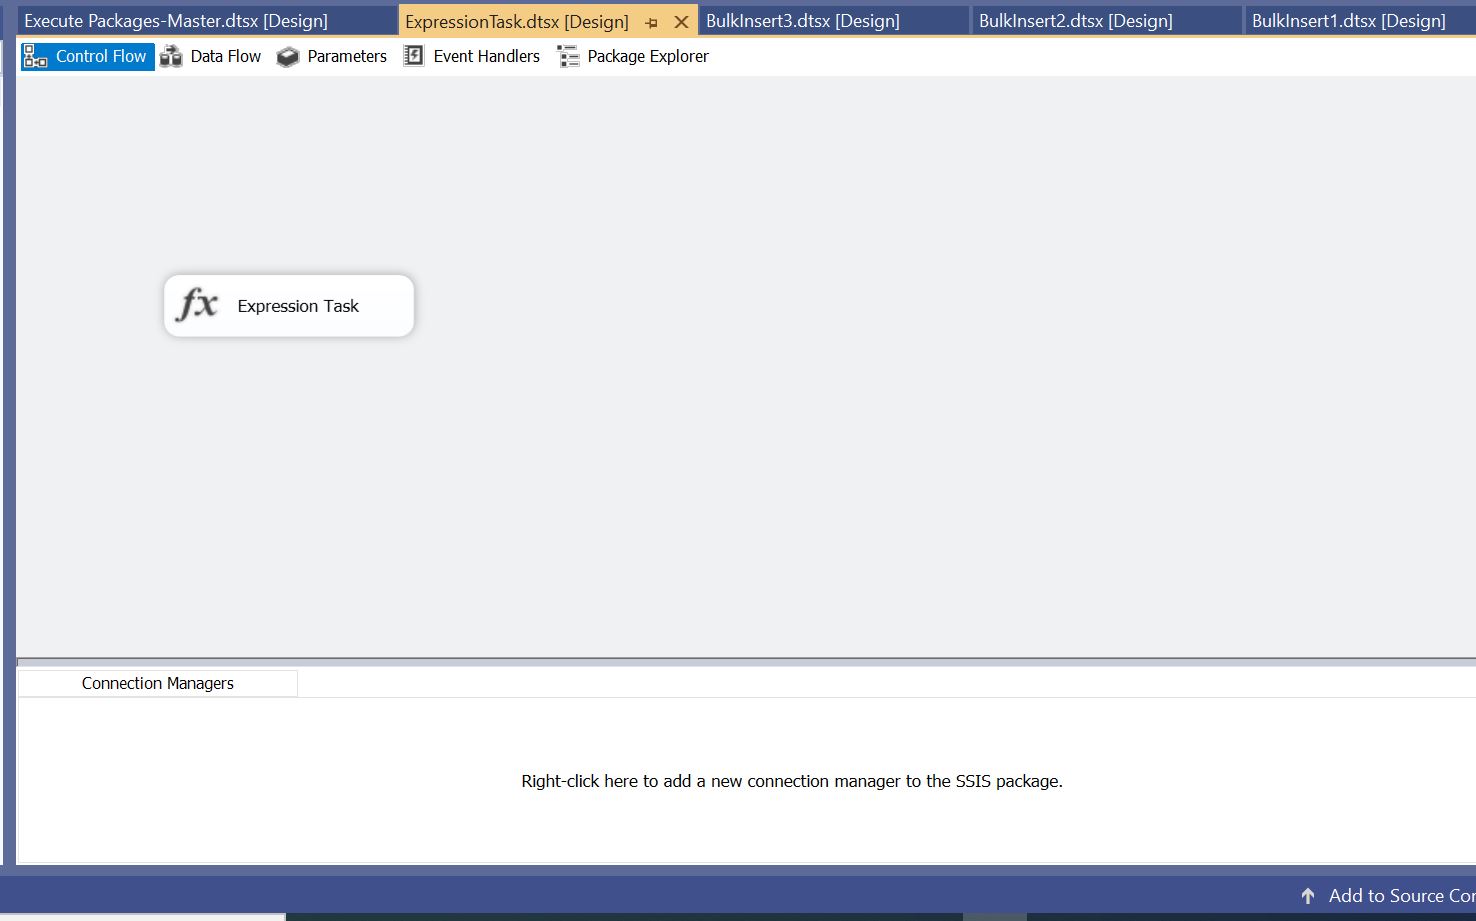 Execute Packages-Master.dtsx [Design] ExpressionTask.dtsx [Design] BulkInsert3.dtsx [Design] BulkInsert2.dtsx [Design] BulkInsert1.dtsx [Design]
Control Flow Data Flow Parameters Event Handlers Package Explorer
fx Expression Task
Connection Managers
Right-click here to add a new connection manager to the SSIS package.
Add to Source Cor